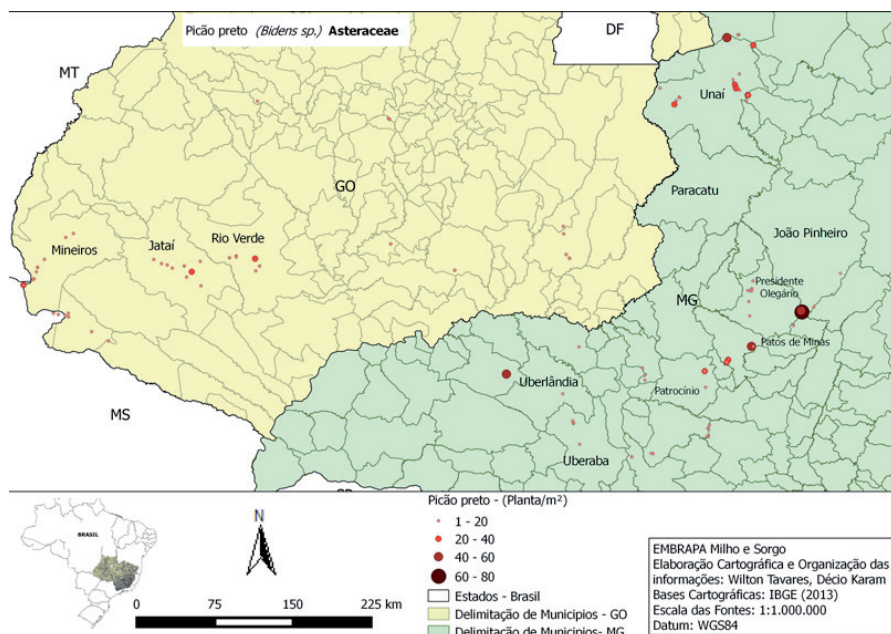 Picão preto (Bidens sp.) Asteraceae
DF
MT
Unaí
GO
Paracatu
João Pinheiro
Mineiros
Jataí
Rio Verde
Presidente
Olegário
MG
Patos de Minas
Uberlândia
Patrocínio
MS
Uberaba
Picão preto - (Planta/m²)
1 - 20
20 - 40
40 - 60
60 - 80
Estados - Brasil
Delimitação de Municipios - GO
Delimitação de Municipios- MG
BRASIL
N
0 75 150 225 km
EMBRAPA Milho e Sorgo
Elaboração Cartográfica e Organização das
informações: Wilton Tavares, Décio Karam
Bases Cartográficas: IBGE (2013)
Escala das Fontes: 1:1.000.000
Datum: WGS84